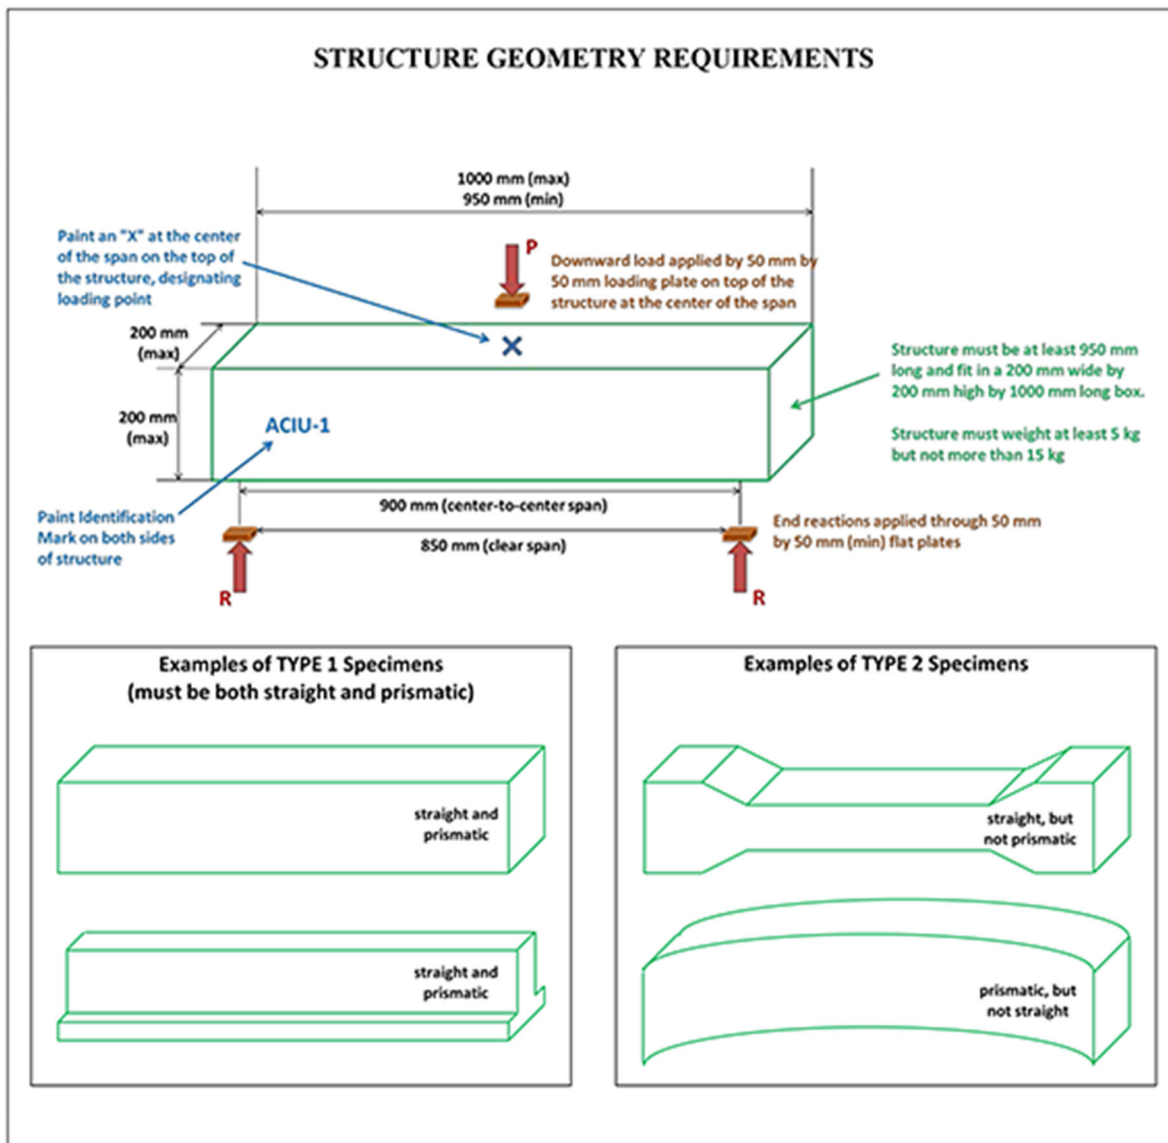 STRUCTURE GEOMETRY REQUIREMENTS
1000 mm (max)
950 mm (min)
Paint an "X" at the center
of the span on the top of
the structure, designating
loading point
P
Downward load applied by 50 mm by
50 mm loading plate on top of the
structure at the center of the span
200 mm
(max)
X
Structure must be at least 950 mm
long and fit in a 200 mm wide by
200 mm high by 1000 mm long box.
Structure must weight at least 5 kg
but not more than 15 kg
200 mm
(max)
ACIU-1
900 mm (center-to-center span)
Paint Identification
Mark on both sides
of structure
850 mm (clear span)
End reactions applied through 50 mm
by 50 mm (min) flat plates
R
R
Examples of TYPE 1 Specimens
(must be both straight and prismatic)
straight and
prismatic
straight and
prismatic
Examples of TYPE 2 Specimens
straight, but
not prismatic
prismatic, but
not straight